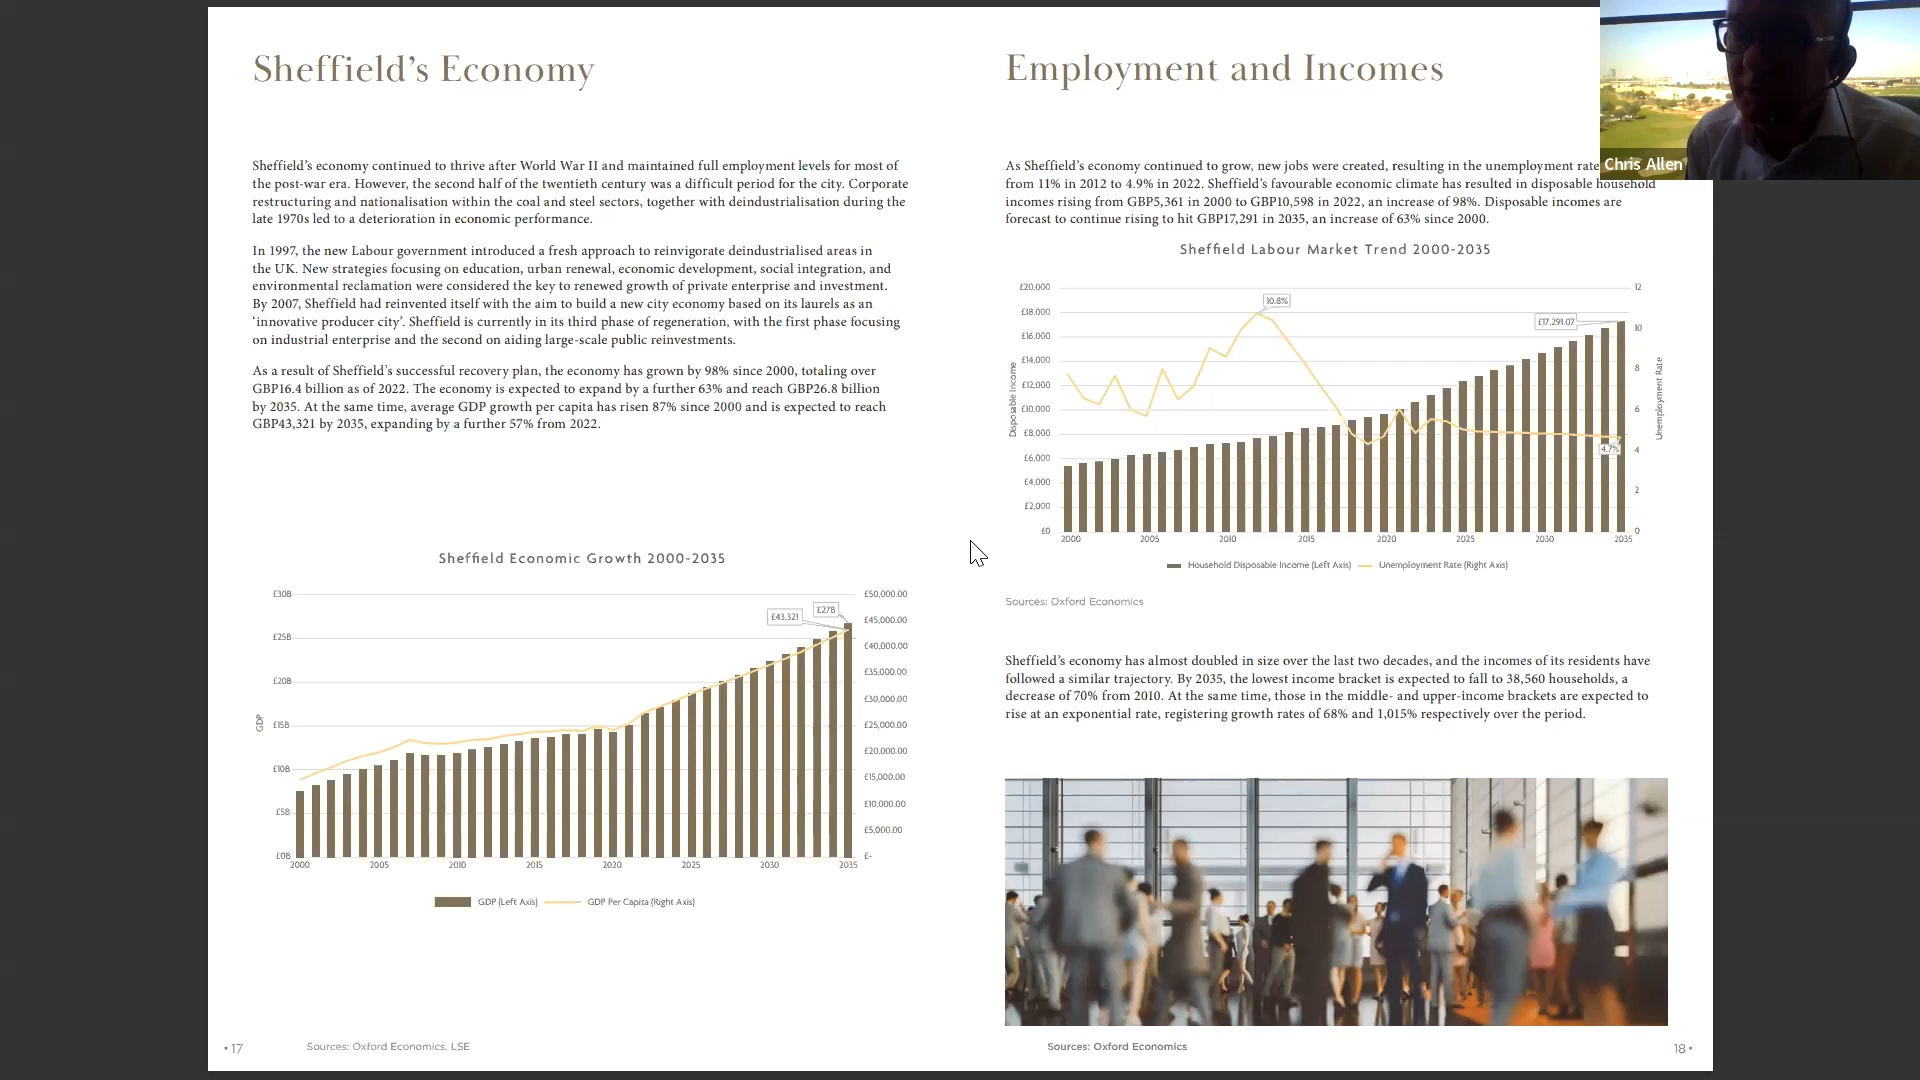 Sheffield's Economy
Sheffield's economy continued to thrive after World War II and maintained full employment levels for most of
the post-war era. However, the second half of the twentieth century was a difficult period for the city. Corporate
restructuring and nationalisation within the coal and steel sectors, together with deindustrialisation during the
late 1970s led to a deterioration in economic performance.
In 1997, the new Labour government introduced a fresh approach to reinvigorate deindustrialised areas in
the UK. New strategies focusing on education, urban renewal, economic development, social integration, and
environmental reclamation were considered the key to renewed growth of private enterprise and investment.
By 2007, Sheffield had reinvented itself with the aim to build a new city economy based on its laurels as an
'innovative producer city'. Sheffield is currently in its third phase of regeneration, with the first phase focusing
on industrial enterprise and the second on aiding large-scale public reinvestments.
As a result of Sheffield's successful recovery plan, the economy has grown by 98% since 2000, totaling over
GBP16.4 billion as of 2022. The economy is expected to expand by a further 63% and reach GBP26.8 billion
by 2035. At the same time, average GDP growth per capita has risen 87% since 2000 and is expected to reach
GBP43,321 by 2035, expanding by a further 57% from 2022.
Sheffield Economic Growth 2000-2035
£30B
£25B
£20B
£15B
£10B
£5B
£0B
GDP
£43,321
£27B
£50,000.00
£45,000.00
£40,000.00
£35,000.00
£30,000.00
£25,000.00
£20,000.00
£15,000.00
£10,000.00
£5,000.00
£-
2000 2005 2010 2015 2020 2025 2030 2035
GDP (Left Axis) GDP Per Capita (Right Axis)
• 17
Sources: Oxford Economics, LSE
Employment and Incomes
As Sheffield's economy continued to grow, new jobs were created, resulting in the unemployment rate
from 11% in 2012 to 4.9% in 2022. Sheffield's favourable economic climate has resulted in disposable household
incomes rising from GBP5,361 in 2000 to GBP10,598 in 2022, an increase of 98%. Disposable incomes are
forecast to continue rising to hit GBP17,291 in 2035, an increase of 63% since 2000.
Sheffield Labour Market Trend 2000-2035
£20,000
£18,000
£16,000
£14,000
£12,000
£10,000
£8,000
£6,000
£4,000
£2,000
£0
Disposable Income
10.8%
£17,291.07
4.7%
12
10
8
6
4
2
0
Unemployment Rate
2000 2005 2010 2015 2020 2025 2030 2035
Household Disposable Income (Left Axis) Unemployment Rate (Right Axis)
Sources: Oxford Economics
Sheffield's economy has almost doubled in size over the last two decades, and the incomes of its residents have
followed a similar trajectory. By 2035, the lowest income bracket is expected to fall to 38,560 households, a
decrease of 70% from 2010. At the same time, those in the middle- and upper-income brackets are expected to
rise at an exponential rate, registering growth rates of 68% and 1,015% respectively over the period.
Sources: Oxford Economics
18 •
Chris Allen